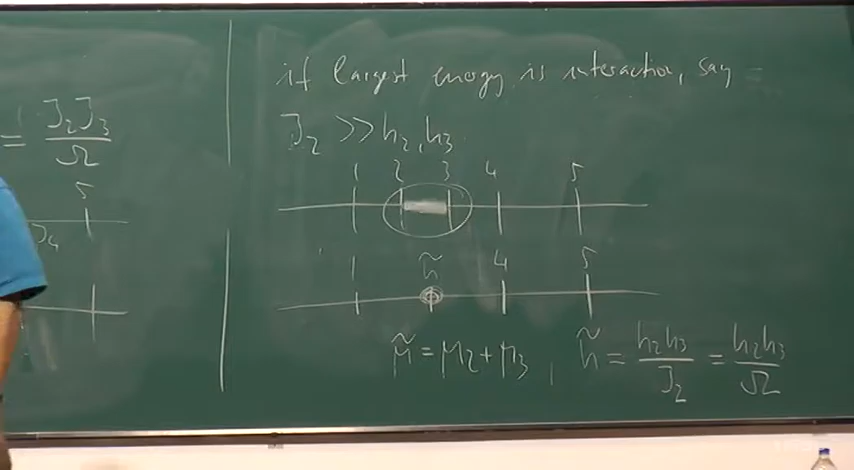 = J₂J₃ / Ω
5
J₄
if largest energy is interaction, say
J₂ >> h₂, h₃
1 2 3 4 5
1 h̃ 4 5
μ̃ = μ₂ + μ₃ , h̃ = h₂h₃ / J₂ = h₂h₃ / Ω